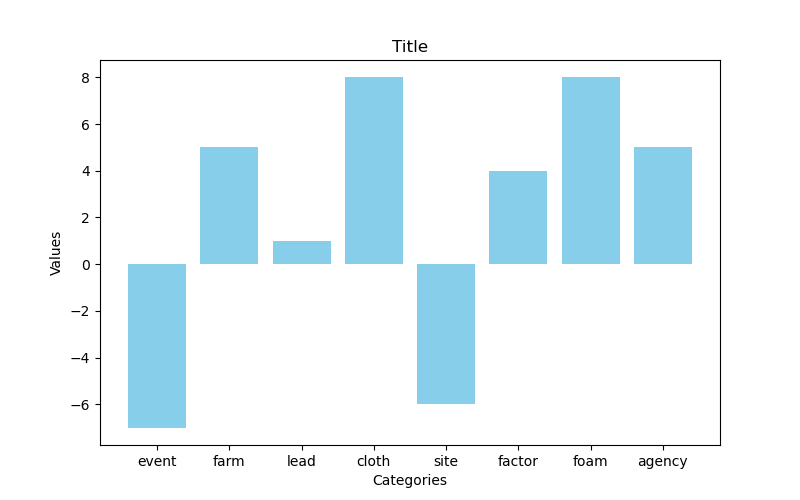 Title
8
6
4
2
0
−2
−4
−6
Values
event farm lead cloth site factor foam agency
Categories